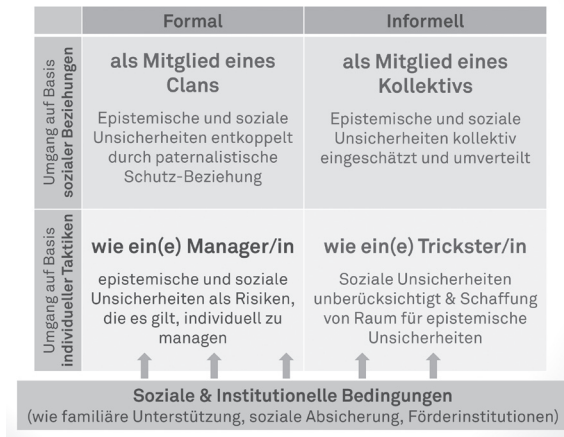 Formal
Informell
Umgang auf Basis
sozialer Beziehungen
als Mitglied eines
Clans
Epistemische und soziale
Unsicherheiten entkoppelt
durch paternalistische
Schutz-Beziehung
als Mitglied eines
Kollektivs
Epistemische und soziale
Unsicherheiten kollektiv
eingeschätzt und umverteilt
Umgang auf Basis
individueller Taktiken
wie ein(e) Manager/in
epistemische und soziale
Unsicherheiten als Risiken,
die es gilt, individuell zu
managen
wie ein(e) Trickster/in
Soziale Unsicherheiten
unberücksichtigt & Schaffung
von Raum für epistemische
Unsicherheiten
Soziale & Institutionelle Bedingungen
(wie familiäre Unterstützung, soziale Absicherung, Förderinstitutionen)